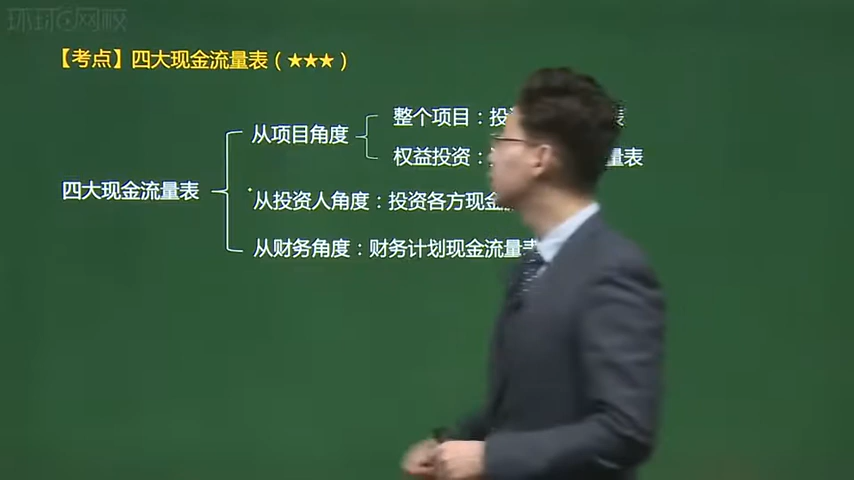 环球网校
【考点】四大现金流量表（★★★）
整个项目：投
表
从项目角度
权益投资：
量表
四大现金流量表
从投资人角度：投资各方现金
从财务角度：财务计划现金流量表